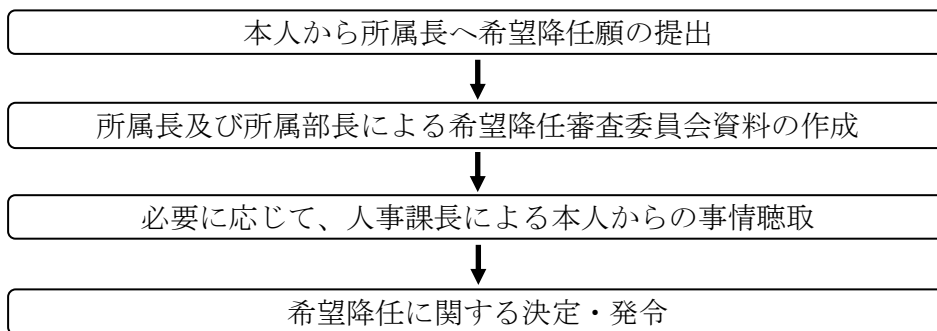 本人から所属長へ希望降任願の提出
所属長及び所属部長による希望降任審査委員会資料の作成
必要に応じて、人事課長による本人からの事情聴取
希望降任に関する決定・発令